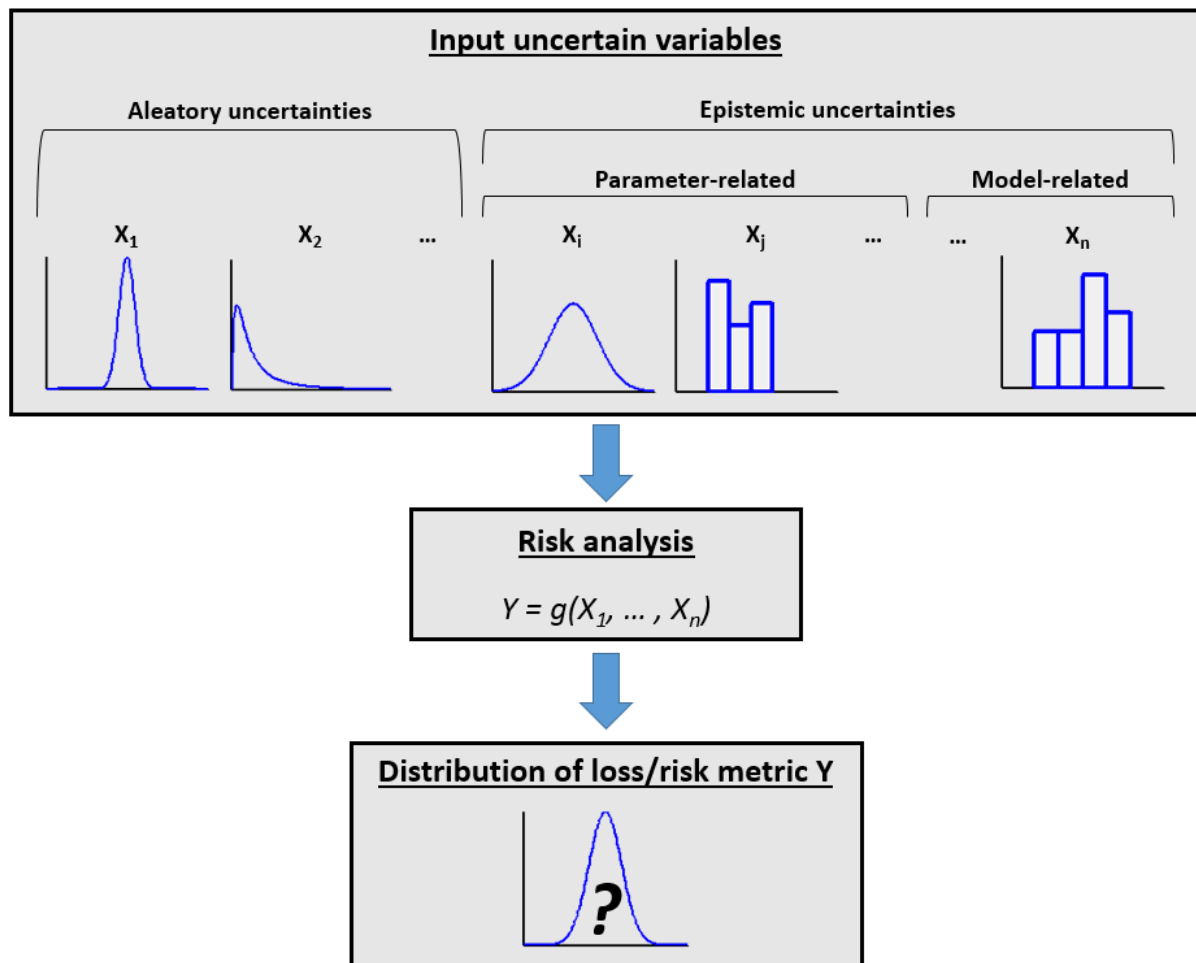 Input uncertain variables
Aleatory uncertainties Epistemic uncertainties
Parameter-related Model-related
X₁ X₂ ... Xᵢ Xⱼ ... ... Xₙ
Risk analysis
Y = g(X₁, ... , Xₙ)
Distribution of loss/risk metric Y
?